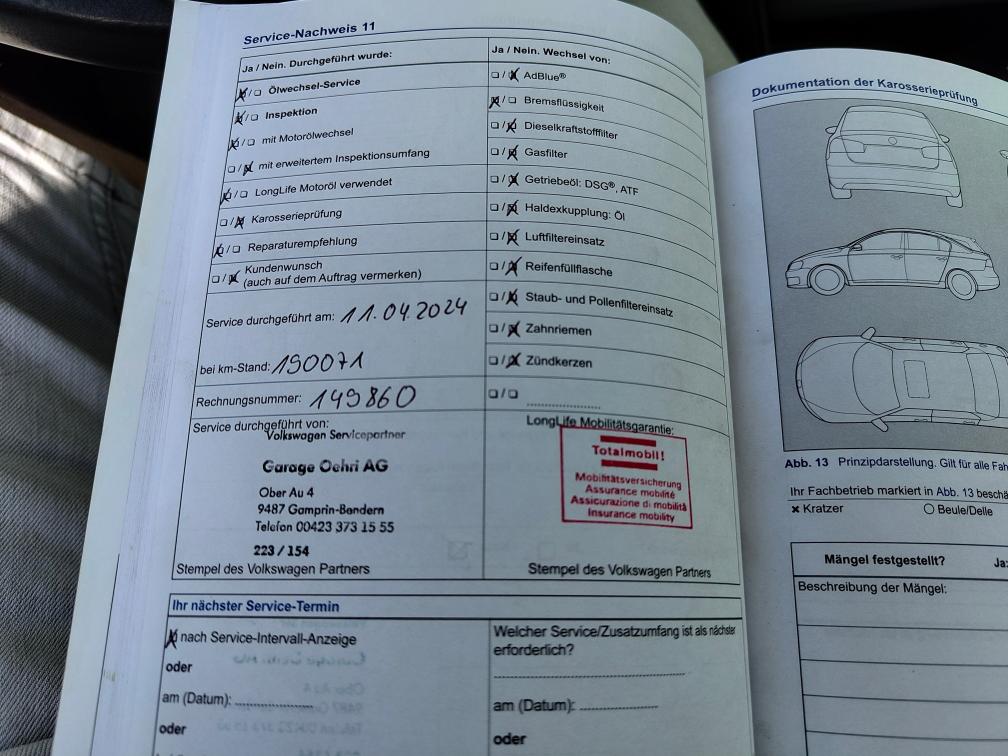 Service-Nachweis 11
Ja / Nein. Durchgeführt wurde:
Ölwechsel-Service
Inspektion
mit Motorölwechsel
mit erweitertem Inspektionsumfang
LongLife Motoröl verwendet
Karosserieprüfung
Reparaturempfehlung
Kundenwunsch
(auch auf dem Auftrag vermerken)
Ja / Nein. Wechsel von:
AdBlue®
Bremsflüssigkeit
Dieselkraftstofffilter
Gasfilter
Getriebeöl: DSG®, ATF
Haldexkupplung: Öl
Luftfiltereinsatz
Reifenfüllflasche
Staub- und Pollenfiltereinsatz
Zahnriemen
Zündkerzen
Service durchgeführt am: 11.04.2024
bei km-Stand: 190071
Rechnungsnummer: 149860
Service durchgeführt von:
Volkswagen Servicepartner
Garage Oehri AG
Ober Au 4
9487 Gamprin-Bendern
Telefon 00423 373 15 55
223 / 154
Stempel des Volkswagen Partners
LongLife Mobilitätsgarantie:
Totalmobil!
Mobilitätsversicherung
Assurance mobilité
Assicurazione di mobilità
Insurance mobility
Stempel des Volkswagen Partners
Ihr nächster Service-Termin
nach Service-Intervall-Anzeige
oder
am (Datum):
oder
Welcher Service/Zusatzumfang ist als nächster
erforderlich?
am (Datum):
oder
Dokumentation der Karosserieprüfung
Abb. 13 Prinzipdarstellung. Gilt für alle Fah
Ihr Fachbetrieb markiert in Abb. 13 beschä
× Kratzer
Beule/Delle
Mängel festgestellt?
Ja:
Beschreibung der Mängel: